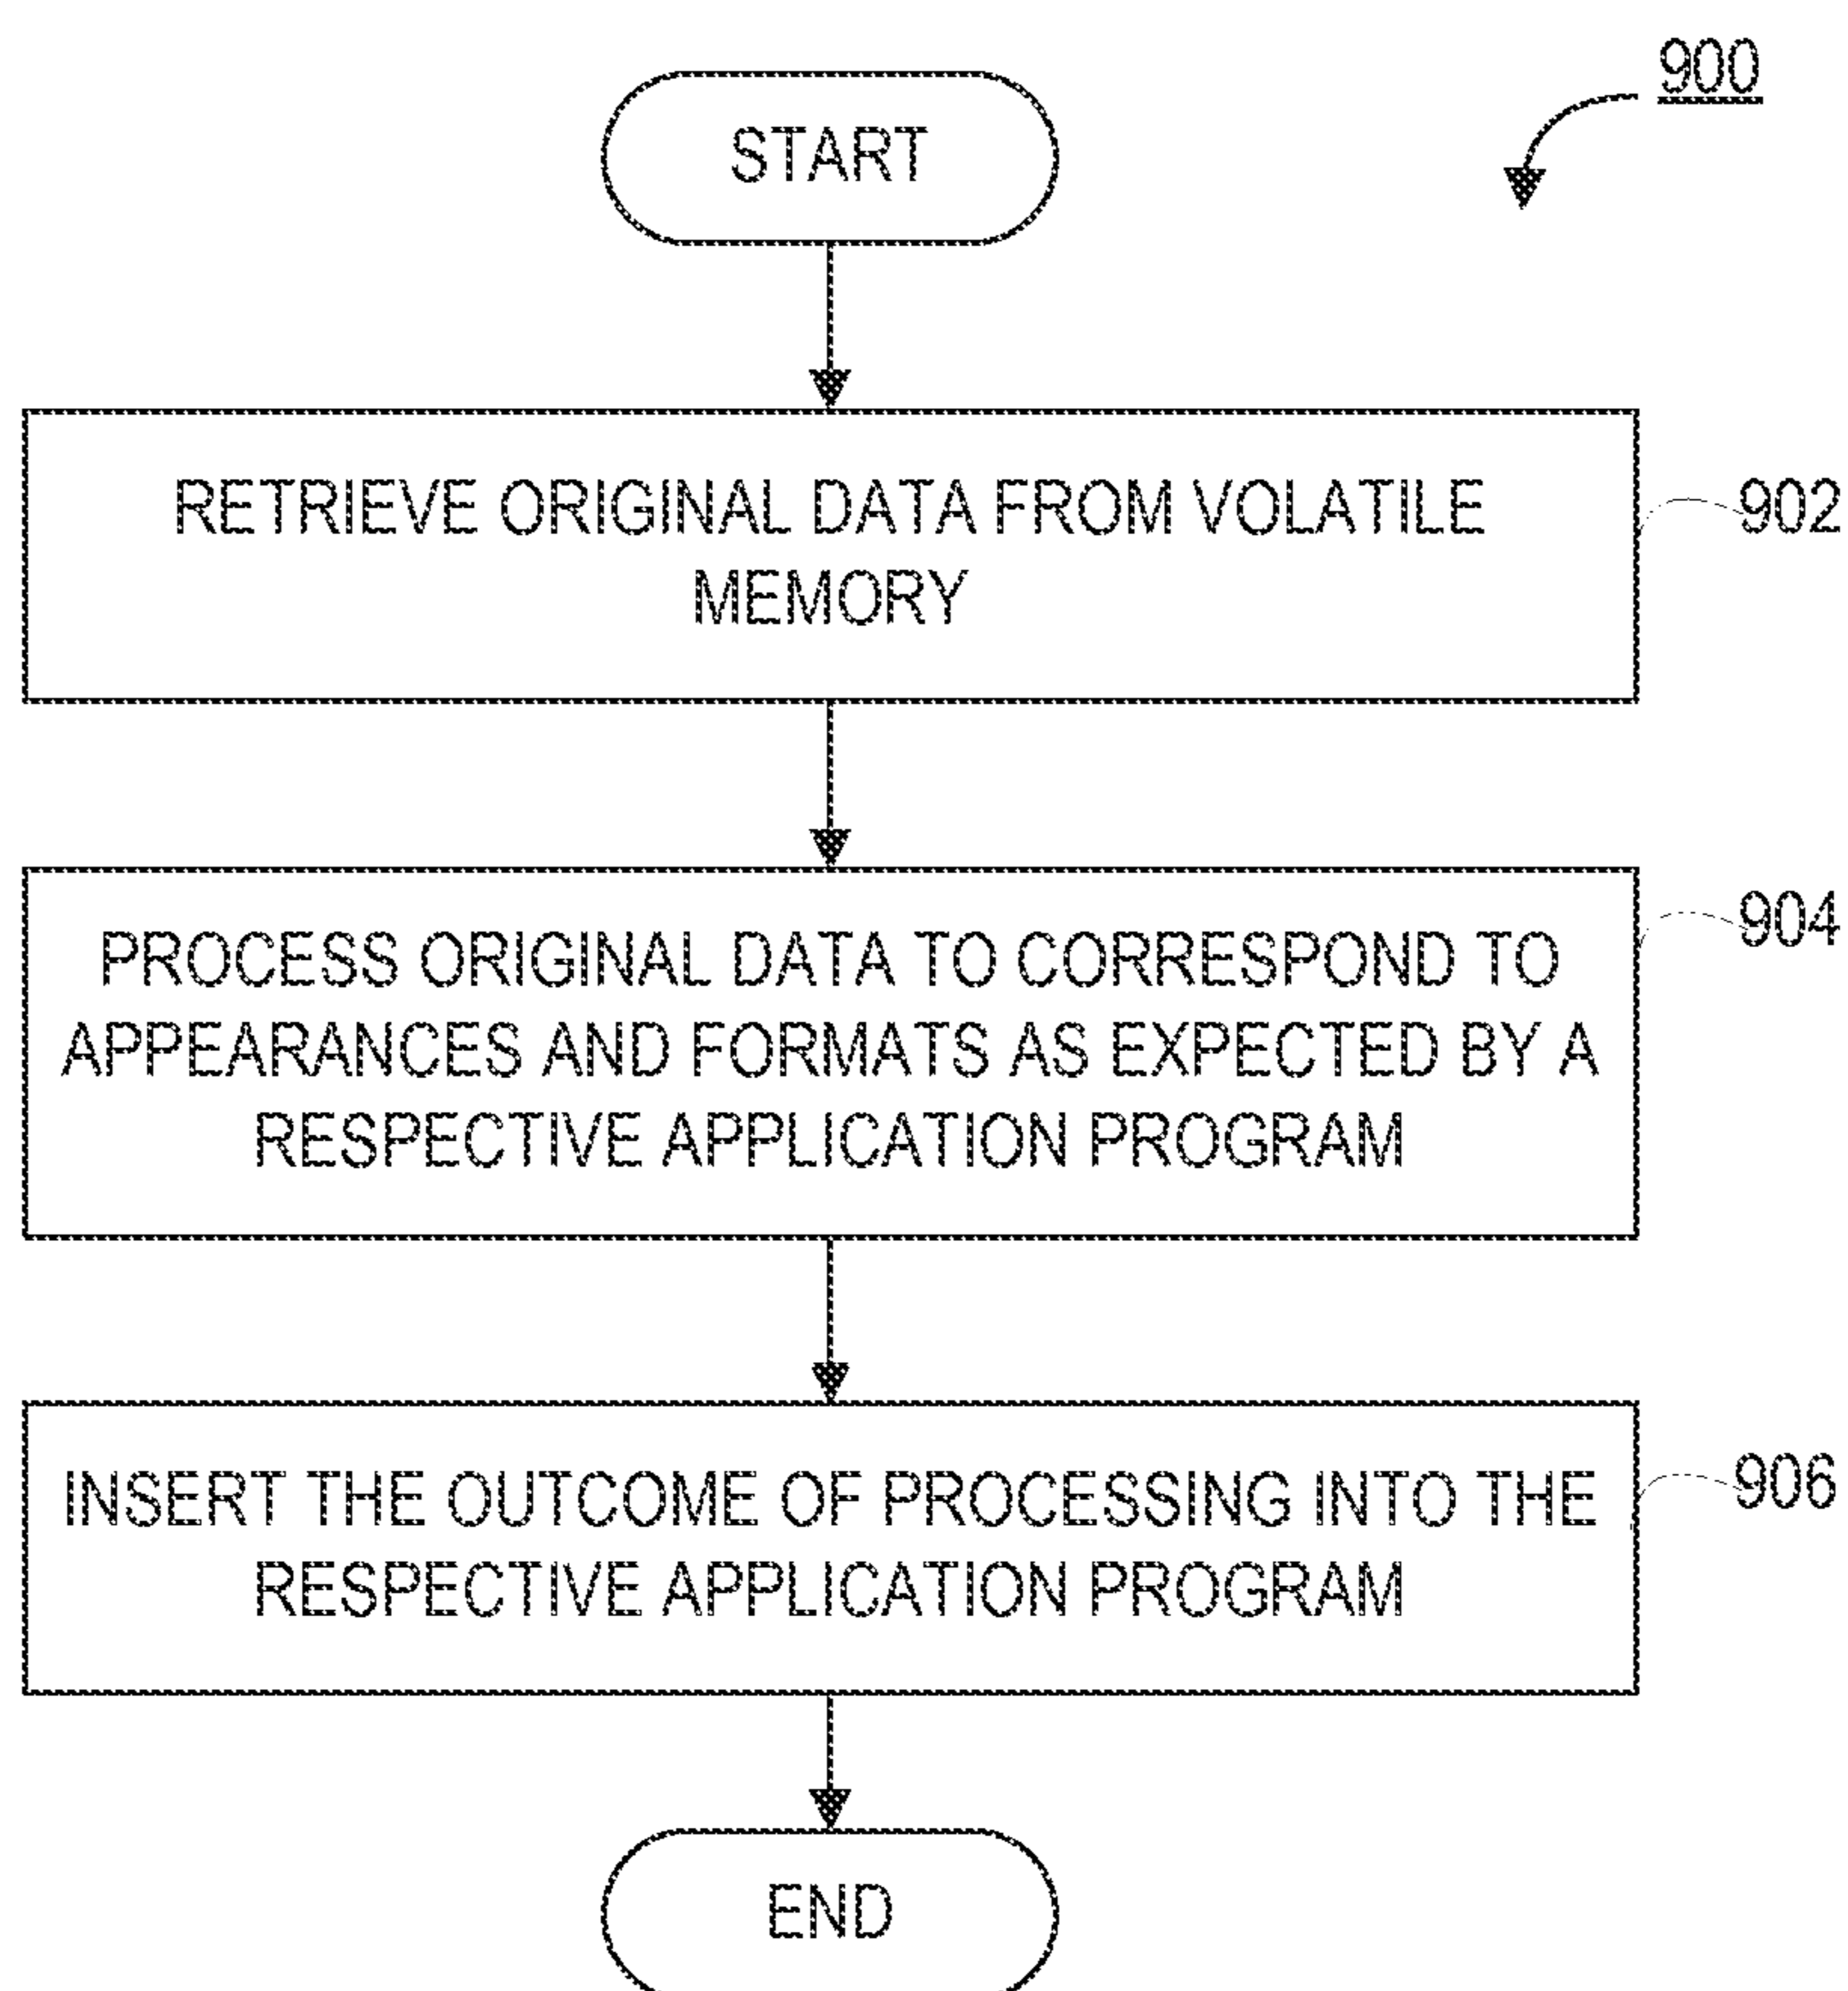 900
START
RETRIEVE ORIGINAL DATA FROM VOLATILE
MEMORY
902
PROCESS ORIGINAL DATA TO CORRESPOND TO
APPEARANCES AND FORMATS AS EXPECTED BY A
RESPECTIVE APPLICATION PROGRAM
904
INSERT THE OUTCOME OF PROCESSING INTO THE
RESPECTIVE APPLICATION PROGRAM
906
END